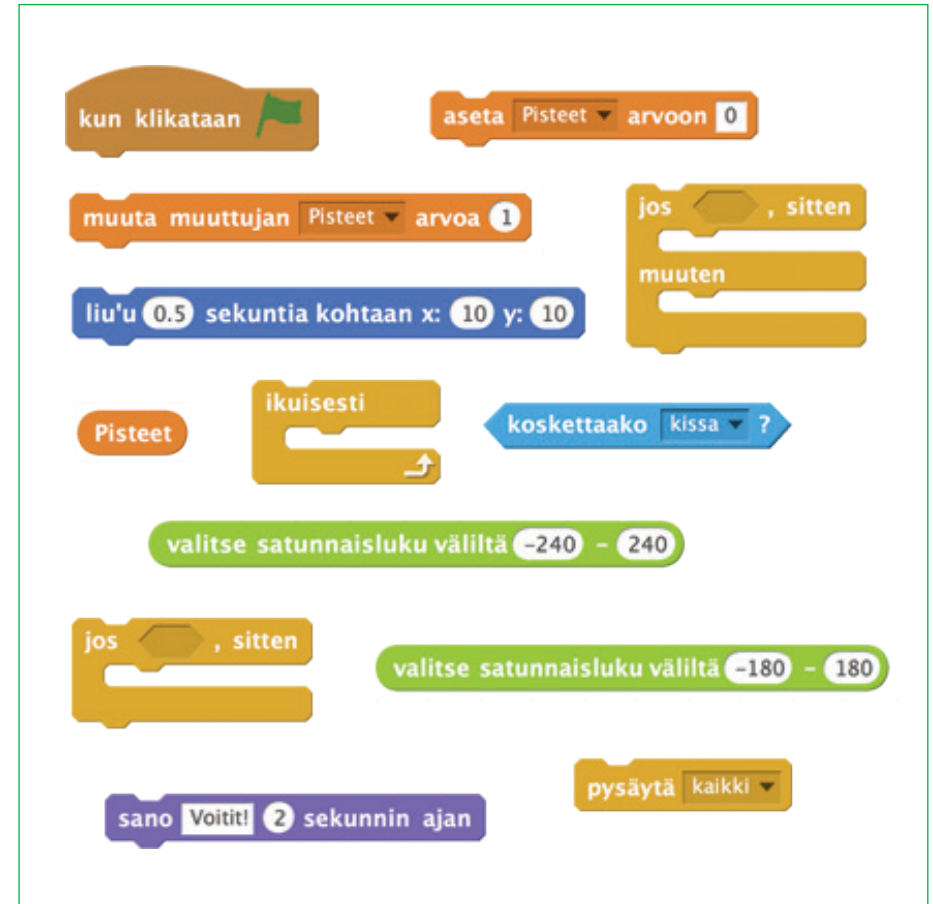 kun klikataan
aseta Pisteet arvoon 0
muuta muuttujan Pisteet arvoa 1
jos , sitten
muuten
liu'u 0.5 sekuntia kohtaan x: 10 y: 10
Pisteet
ikuisesti
koskettaako kissa ?
valitse satunnaisluku väliltä -240 - 240
jos , sitten
valitse satunnaisluku väliltä -180 - 180
pysäytä kaikki
sano Voitit! 2 sekunnin ajan